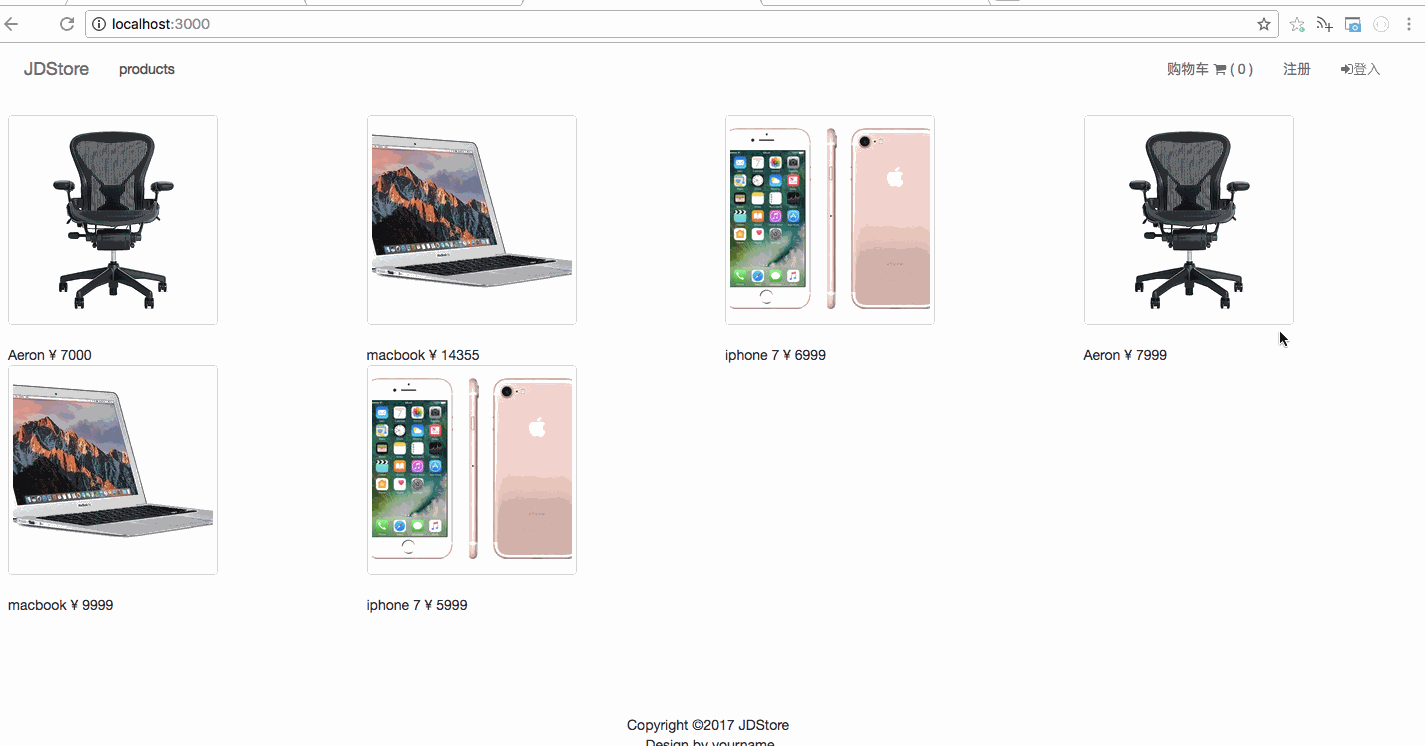 localhost:3000
JDStore products 购物车 ( 0 ) 注册 登入
Aeron ¥ 7000 macbook ¥ 14355 iphone 7 ¥ 6999 Aeron ¥ 7999
macbook ¥ 9999 iphone 7 ¥ 5999
Copyright ©2017 JDStore
Design by yourname